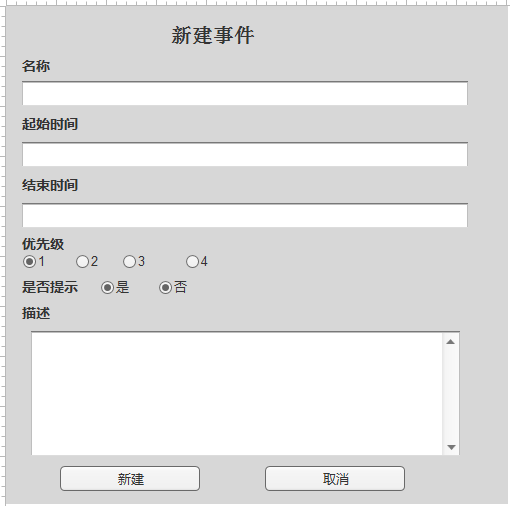 新建事件
名称
起始时间
结束时间
优先级
1 2 3 4
是否提示 是 否
描述
新建 取消